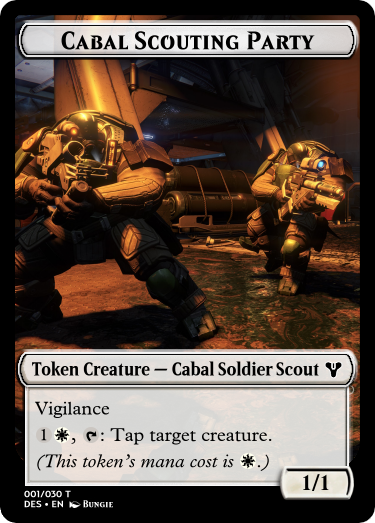 Cabal Scouting Party
Token Creature — Cabal Soldier Scout
Vigilance
1 , : Tap target creature.
(This token's mana cost is .)
1/1
001/030 T
DES • EN Bungie